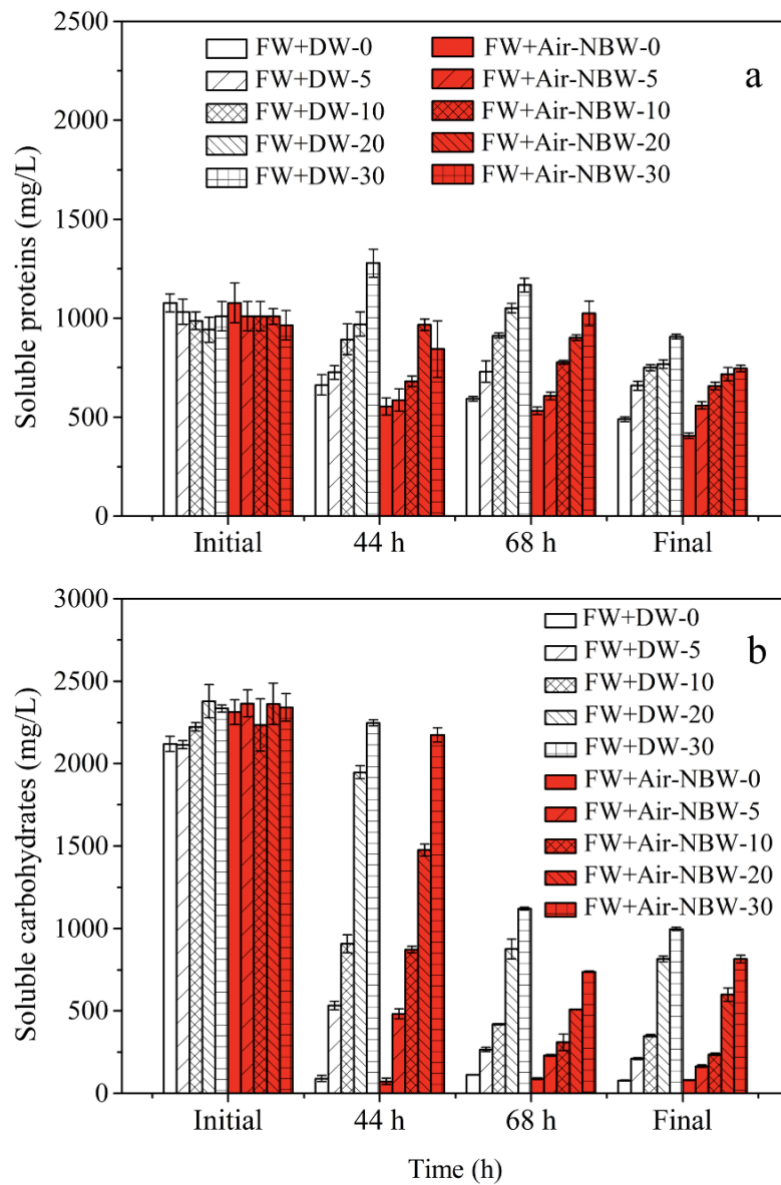 2500
2000
1500
1000
500
0
Soluble proteins (mg/L)
FW+DW-0
FW+DW-5
FW+DW-10
FW+DW-20
FW+DW-30
FW+Air-NBW-0
FW+Air-NBW-5
FW+Air-NBW-10
FW+Air-NBW-20
FW+Air-NBW-30
a
Initial 44 h 68 h Final
3000
2500
2000
1500
1000
500
0
Soluble carbohydrates (mg/L)
FW+DW-0
FW+DW-5
FW+DW-10
FW+DW-20
FW+DW-30
FW+Air-NBW-0
FW+Air-NBW-5
FW+Air-NBW-10
FW+Air-NBW-20
FW+Air-NBW-30
b
Initial 44 h 68 h Final
Time (h)